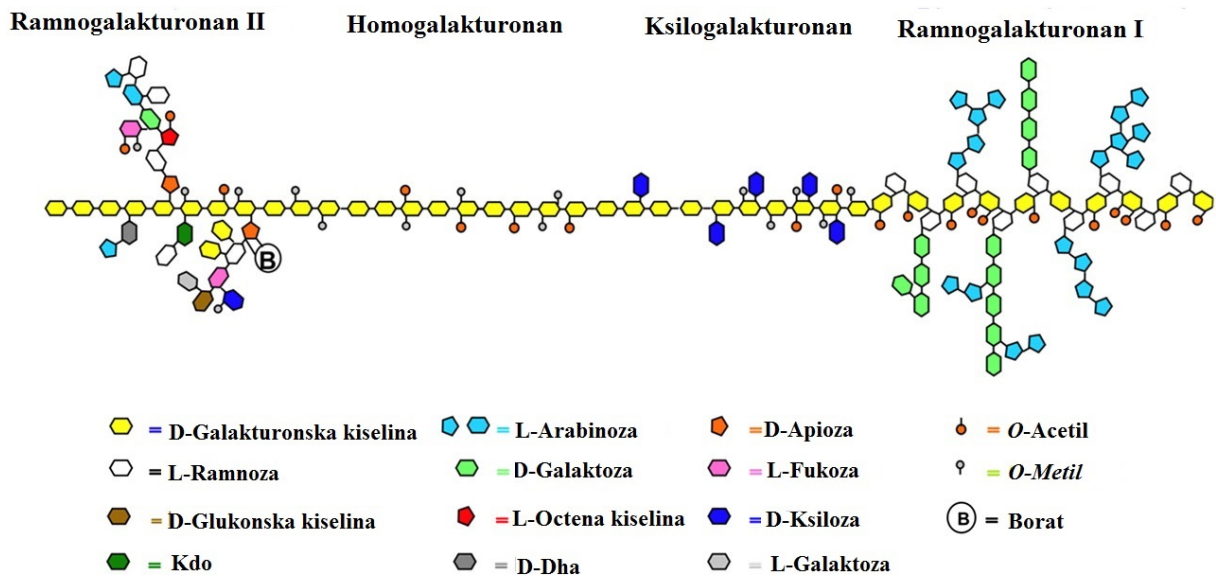 Ramnogalakturonan II Homogalakturonan Ksilogalakturonan Ramnogalakturonan I
B
= D-Galakturonska kiselina
= L-Arabinoza
= D-Apioza
= O-Acetil
= L-Ramnoza
= D-Galaktoza
= L-Fukoza
= O-Metil
= D-Glukonska kiselina
= L-Octena kiselina
= D-Ksiloza
B = Borat
= Kdo
= D-Dha
= L-Galaktoza